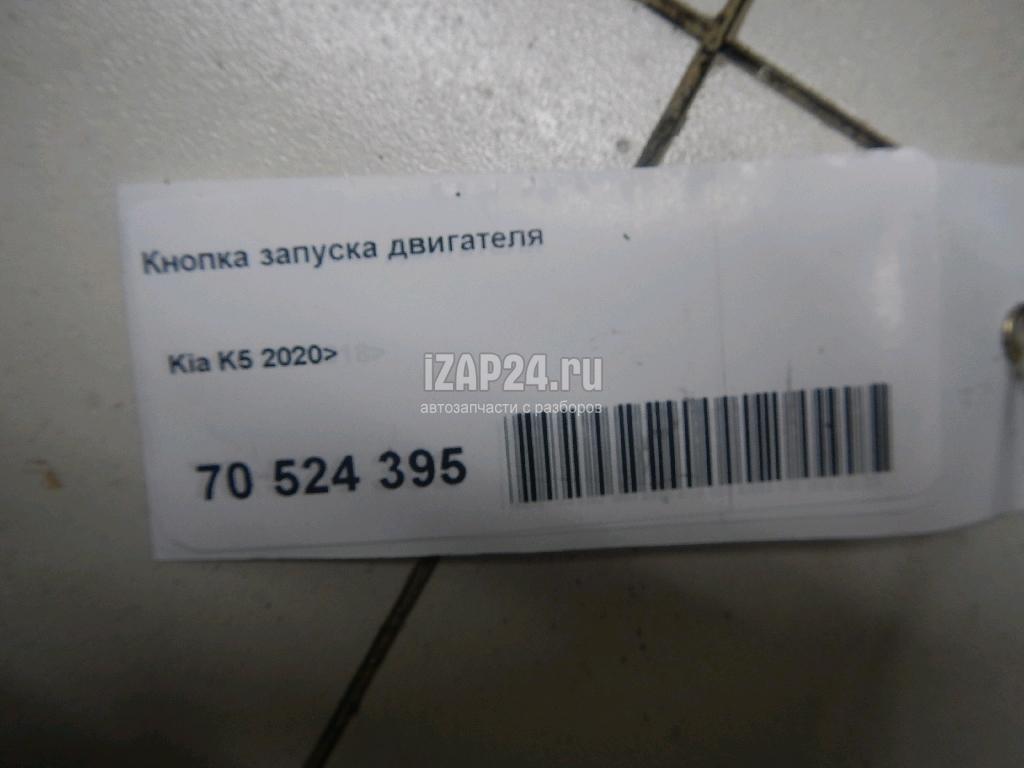 Кнопка запуска двигателя
Kia K5 2020>
iZAP24.ru
автозапчасти с разборов
70 524 395